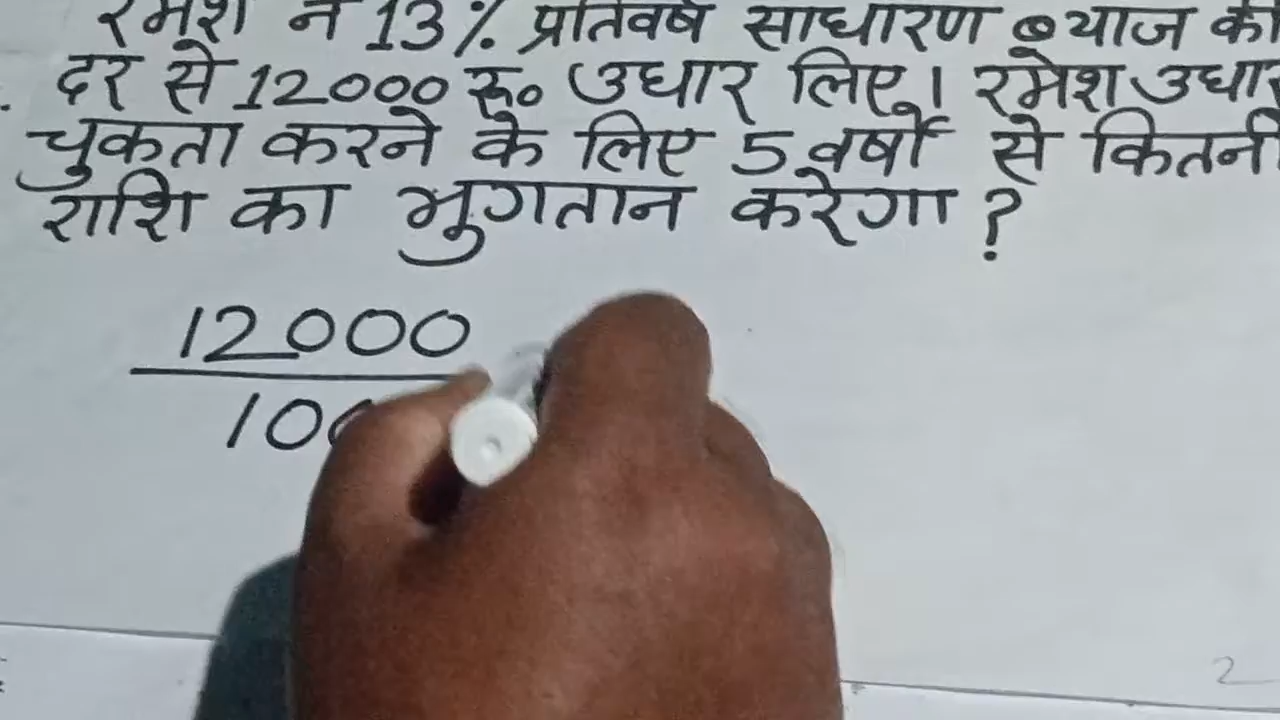 रमेश ने 13% प्रतिवर्ष साधारण ब्याज की
दर से 12000 रू० उधार लिए। रमेश उधार
चुकता करने के लिए 5 वर्षो से कितनी
राशि का भुगतान करेगा ?
12000
100
2